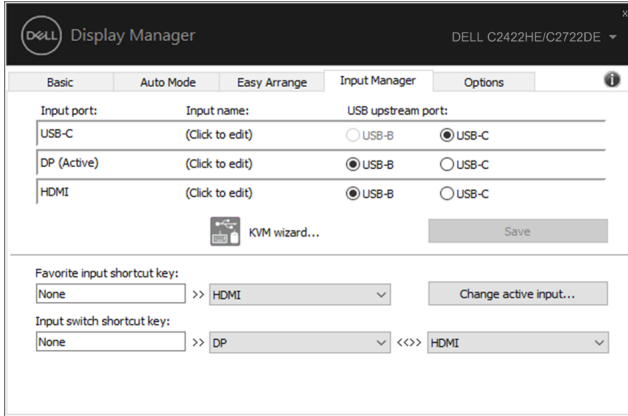 DELL Display Manager DELL C2422HE/C2722DE
x
Basic Auto Mode Easy Arrange Input Manager Options i
Input port: Input name: USB upstream port:
USB-C (Click to edit) USB-B USB-C
DP (Active) (Click to edit) USB-B USB-C
HDMI (Click to edit) USB-B USB-C
KVM wizard... Save
Favorite input shortcut key:
None >> HDMI Change active input...
Input switch shortcut key:
None >> DP <<>> HDMI